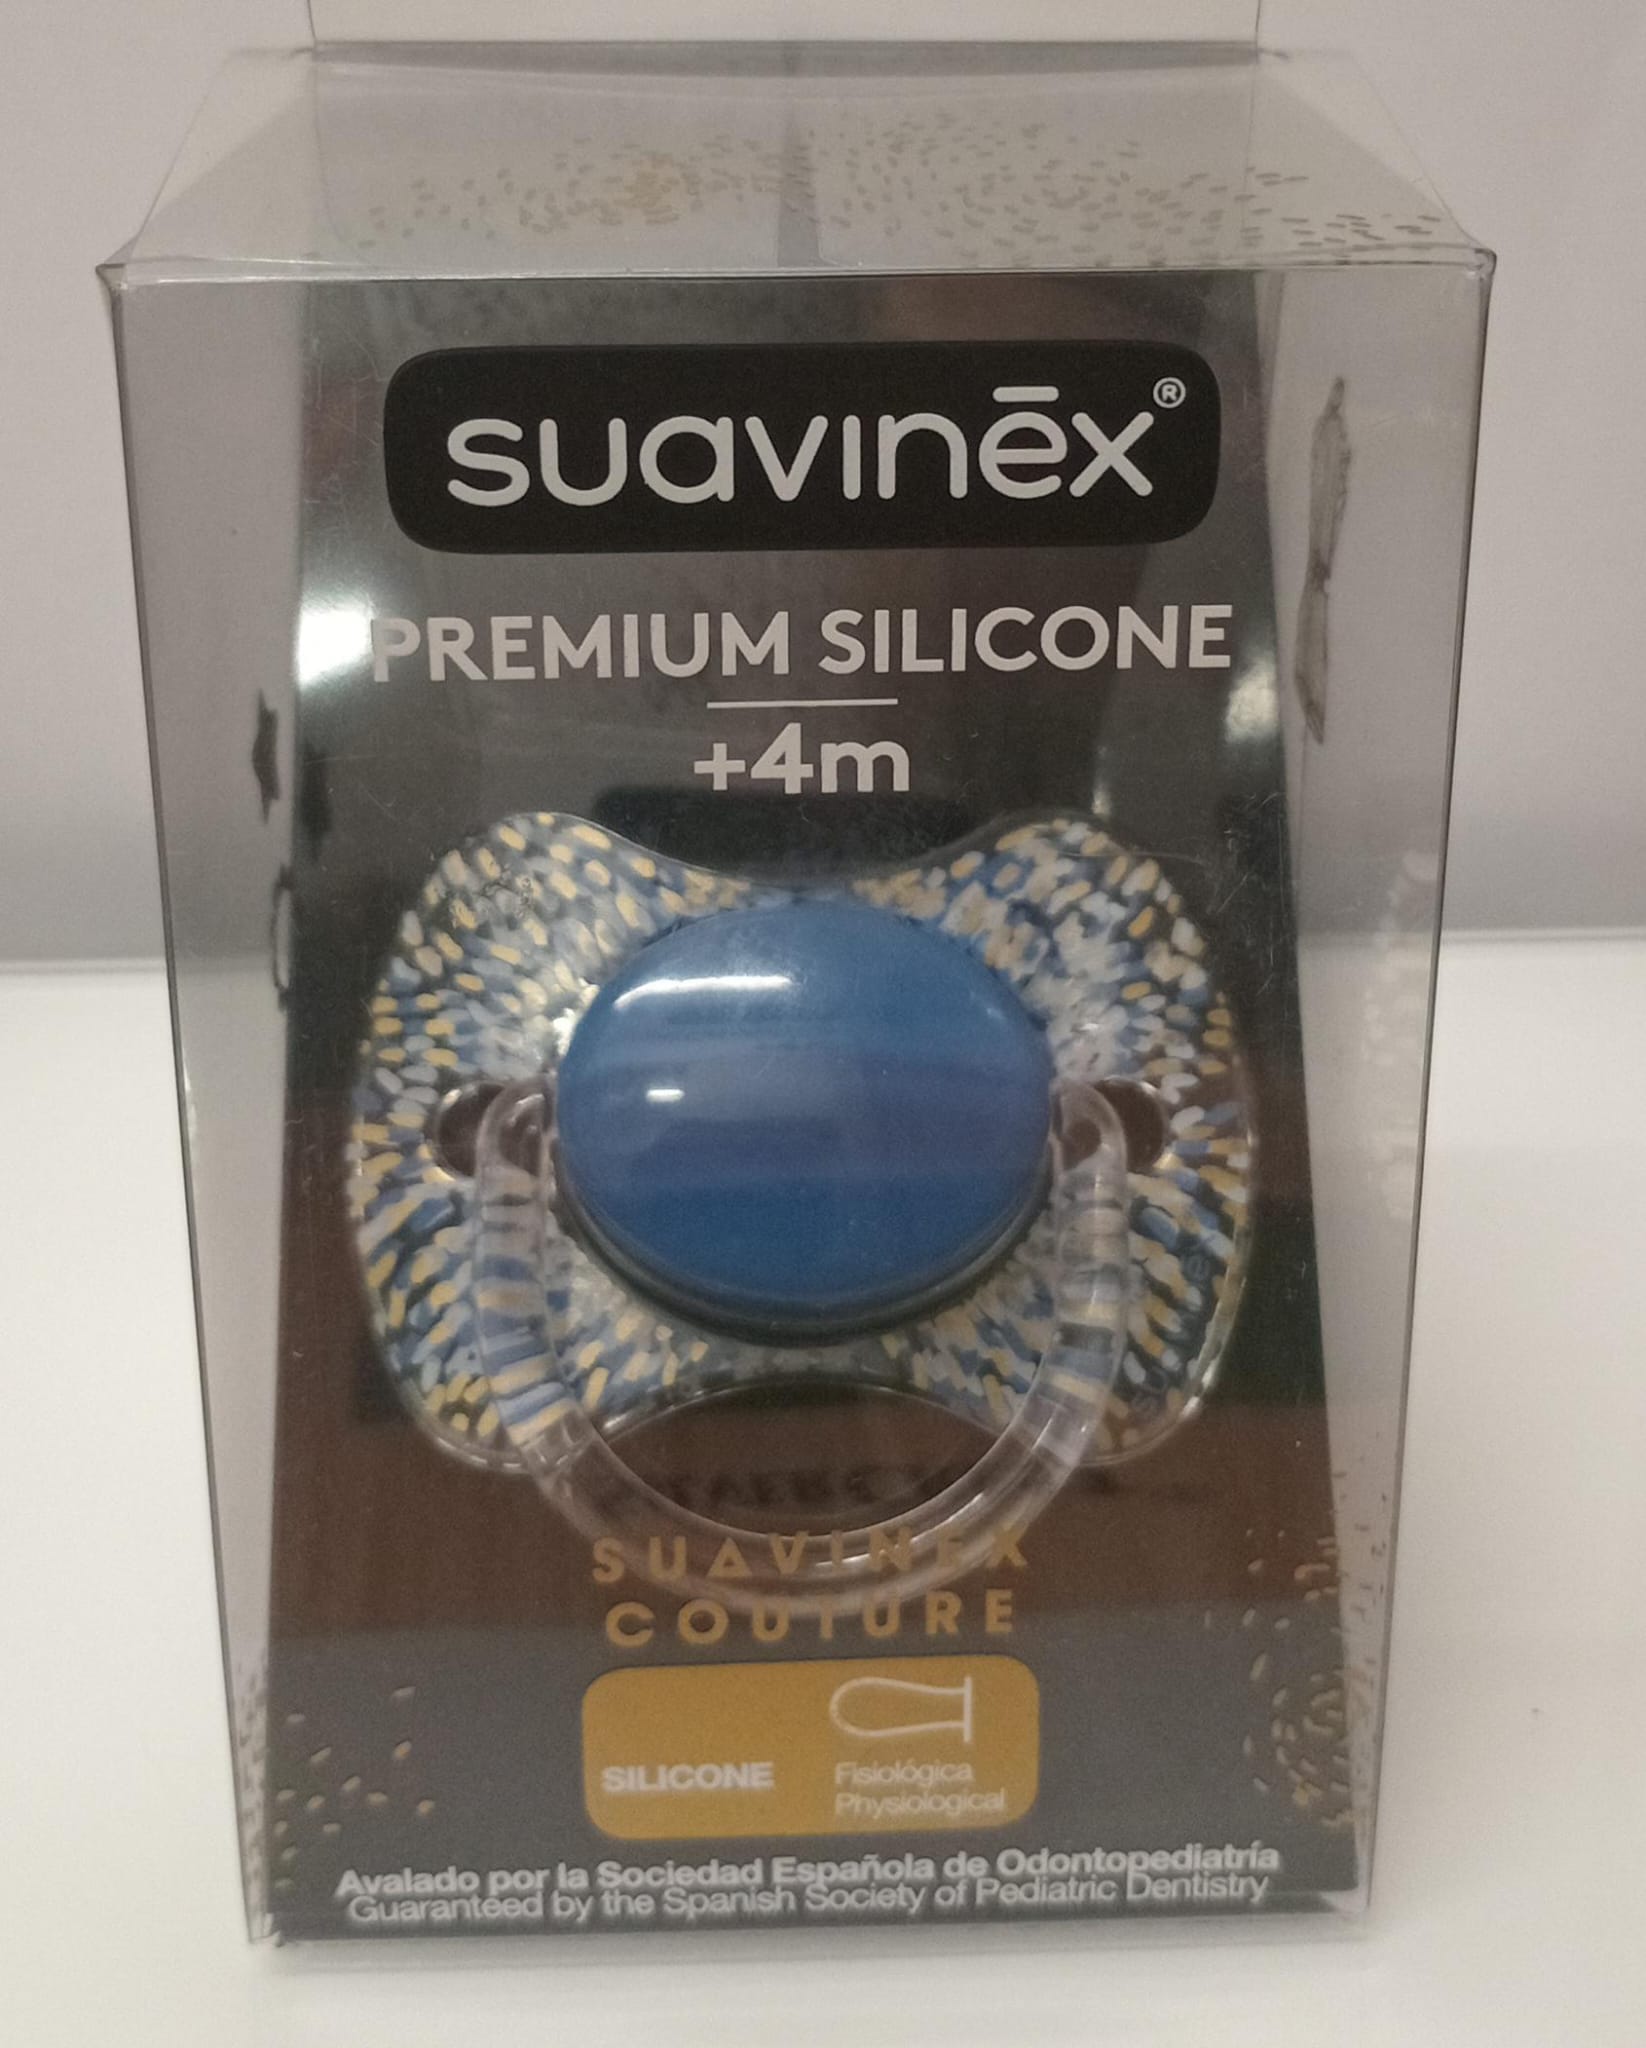 suavinēx®
PREMIUM SILICONE
+4m
SUAVINEX
COUTURE
SILICONE
Fisiológica
Physiological
Avalado por la Sociedad Española de Odontopediatría
Guaranteed by the Spanish Society of Pediatric Dentistry